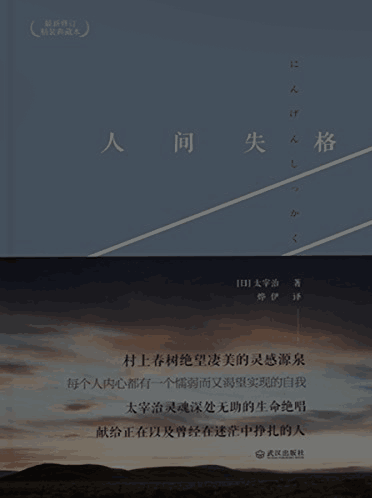 最新修订
精装典藏本
にんげんしっかく
人间失格
[日]太宰治 著
烨伊 译
村上春树绝望凄美的灵感源泉
每个人内心都有一个懦弱而又渴望实现的自我
太宰治灵魂深处无助的生命绝唱
献给正在以及曾经在迷茫中挣扎的人
武汉出版社